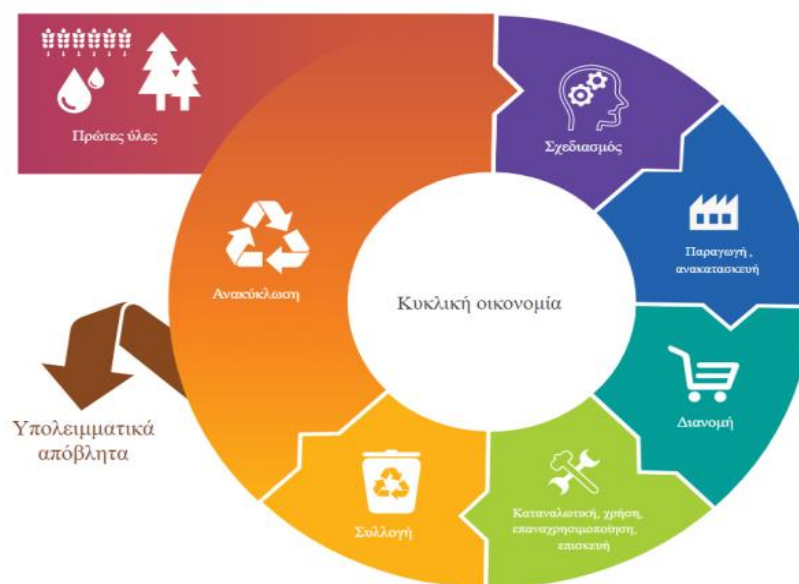 Πρώτες ύλες
Σχεδιασμός
Παραγωγή ,
ανακατασκευή
Διανομή
Καταναλωτική, χρήση,
επαναχρησιμοποίηση,
επισκευή
Συλλογή
Ανακύκλωση
Υπολειμματικά
απόβλητα
Κυκλική οικονομία